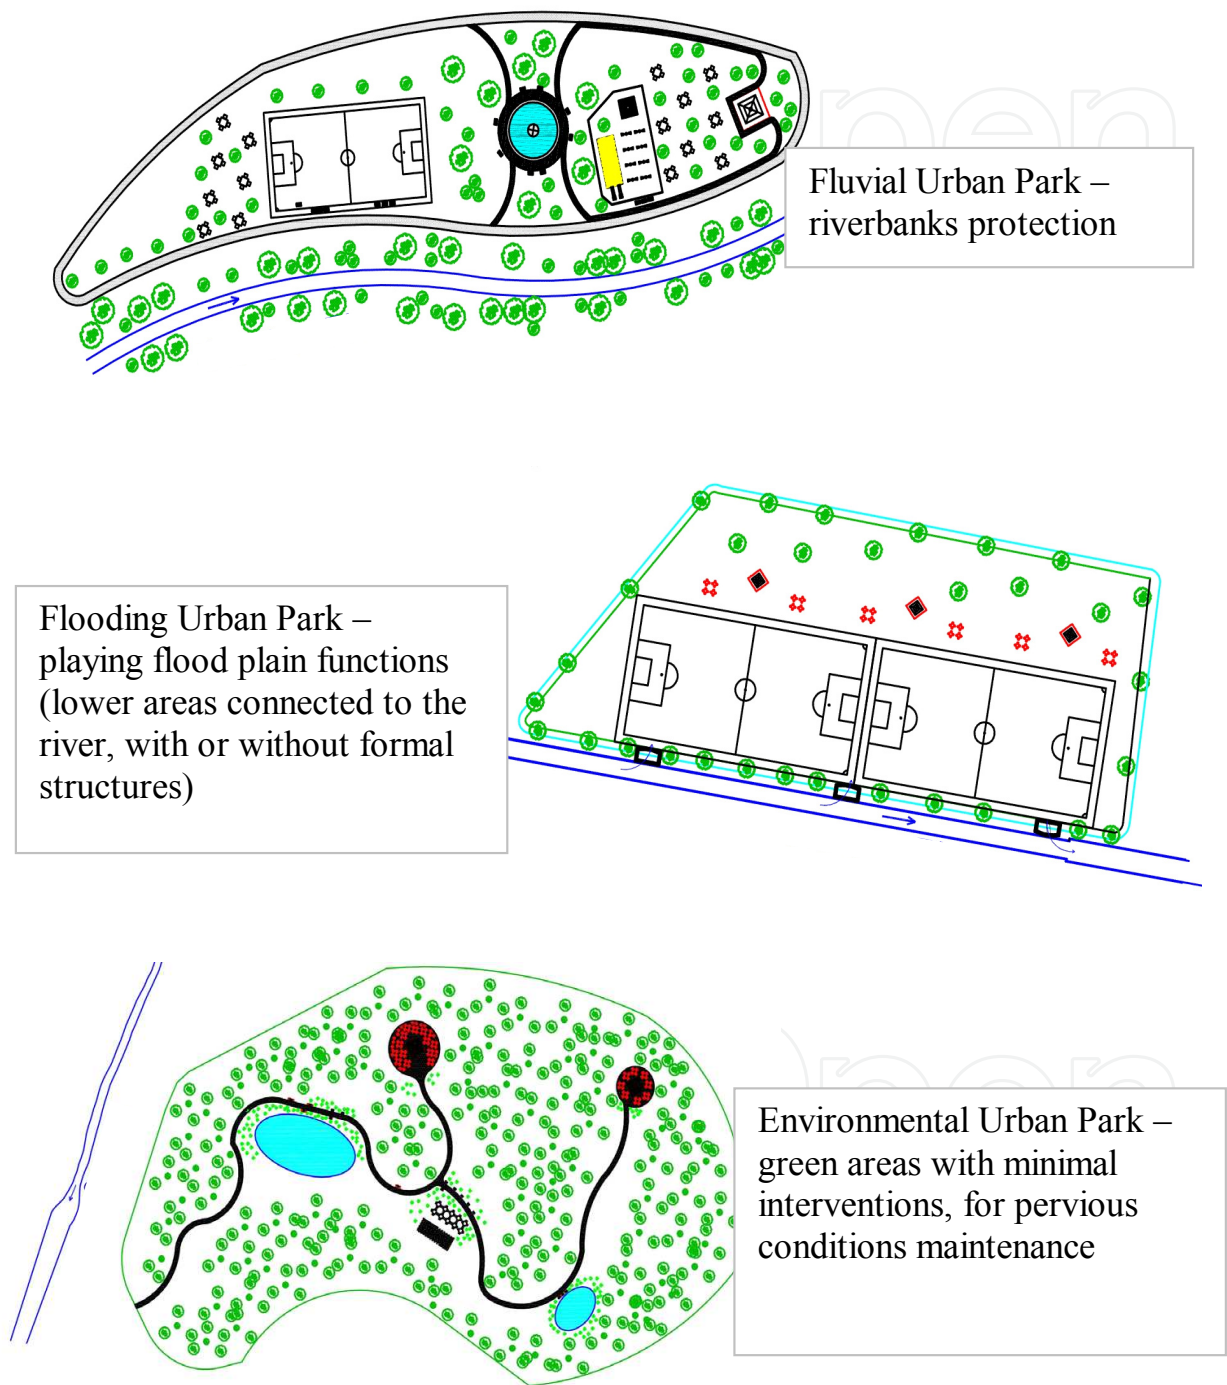 Fluvial Urban Park –
riverbanks protection
Flooding Urban Park –
playing flood plain functions
(lower areas connected to the
river, with or without formal
structures)
Environmental Urban Park –
green areas with minimal
interventions, for pervious
conditions maintenance